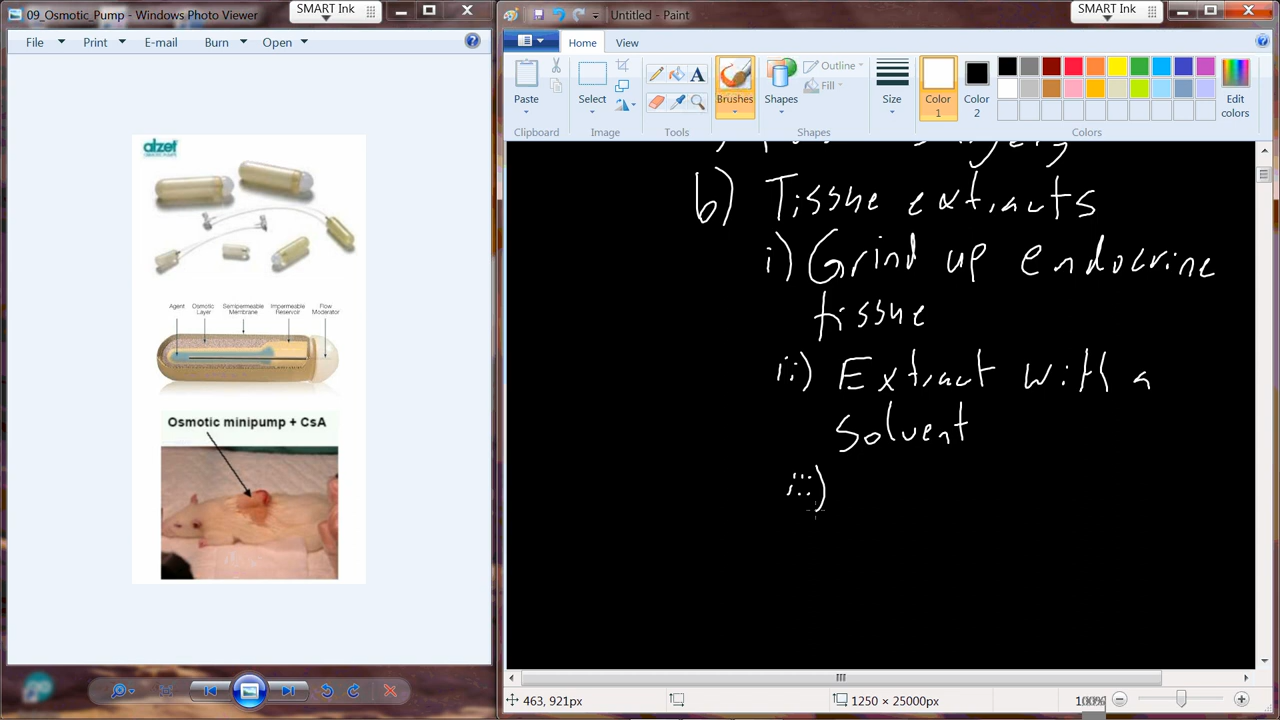 09_Osmotic_Pump - Windows Photo Viewer
SMART Ink
File Print E-mail Burn Open
alzet
OSMOTIC PUMPS
Agent Osmotic Layer Semipermeable Membrane Impermeable Reservoir Flow Moderator
Osmotic minipump + CsA
Untitled - Paint
SMART Ink
Home View
Paste
Select
Brushes
Shapes
Outline
Fill
Size
Color 1
Color 2
Edit colors
Clipboard Image Tools Shapes Colors
b) Tissue extracts
i) Grind up endocrine
tissue
ii) Extract with a
solvent
iii)
463, 921px
1250 × 25000px
100%